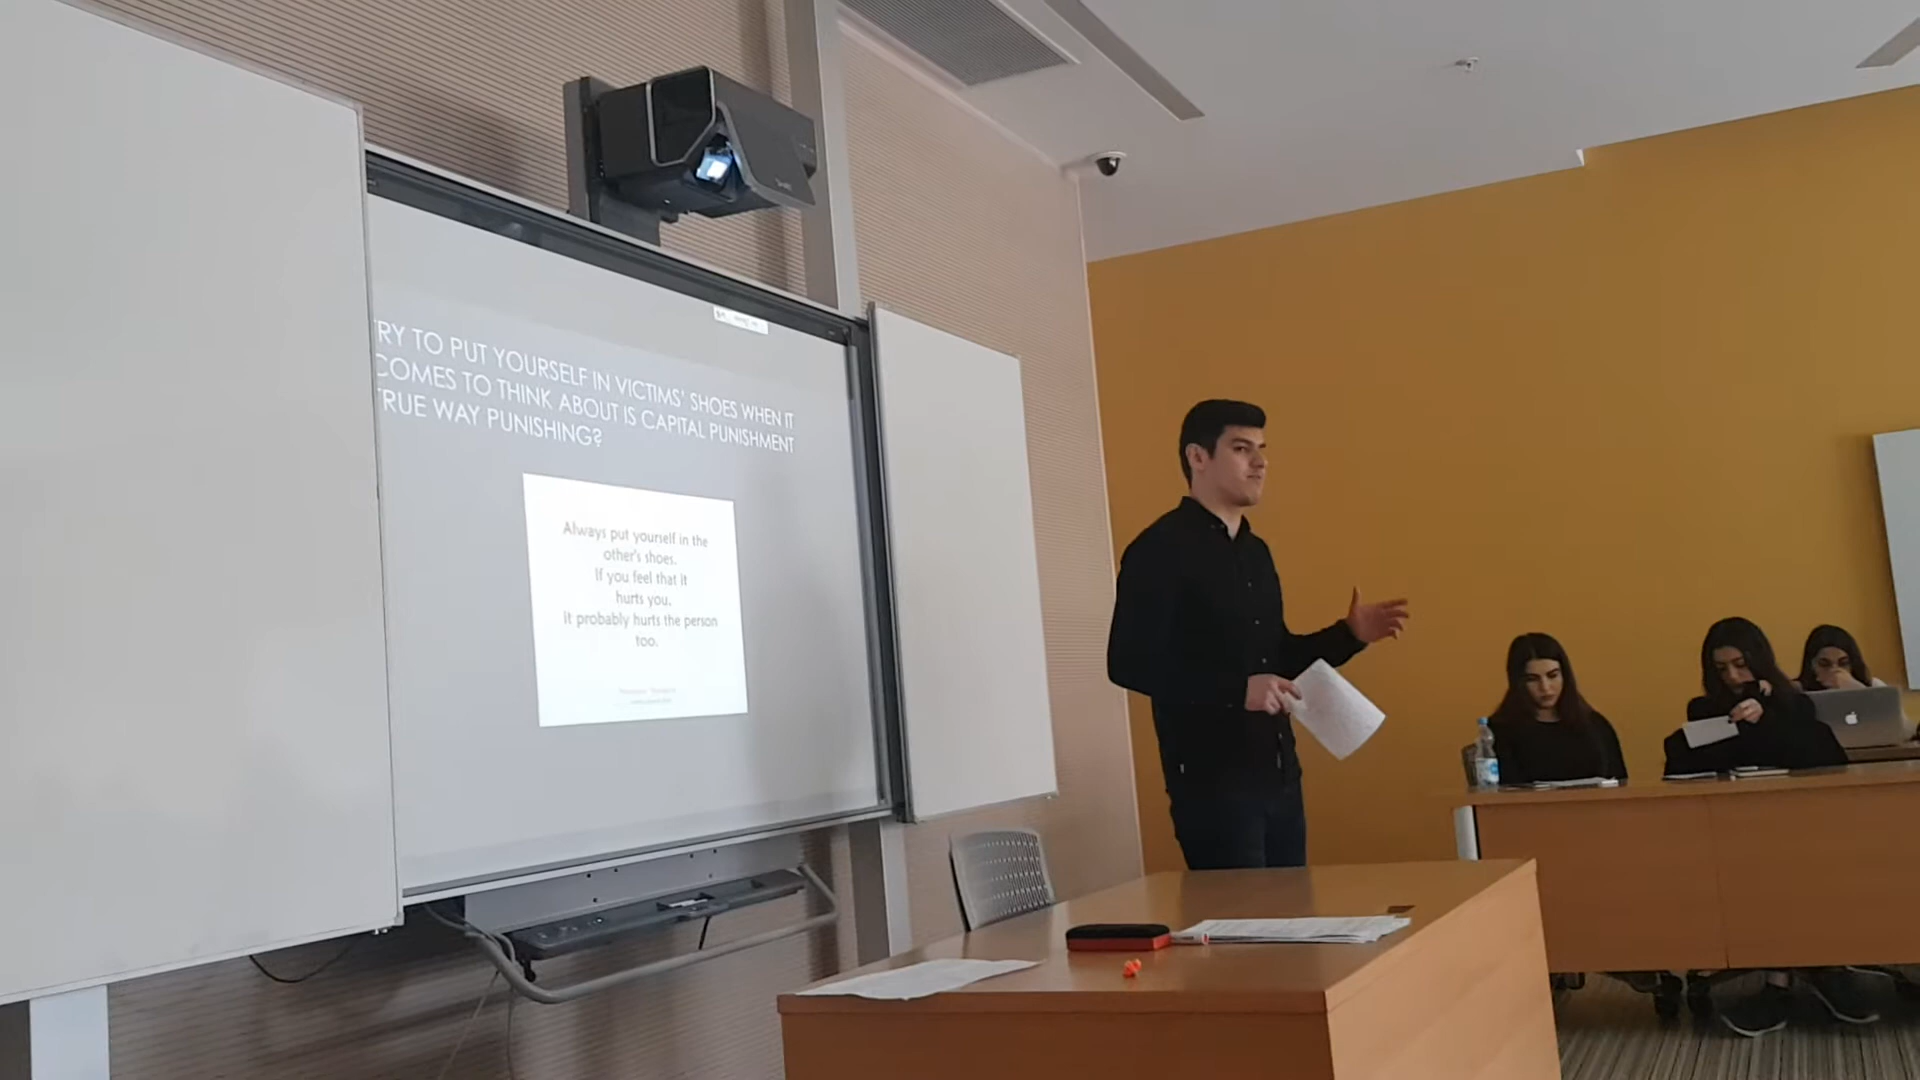 RY TO PUT YOURSELF IN VICTIMS' SHOES WHEN IT
COMES TO THINK ABOUT IS CAPITAL PUNISHMENT
TRUE WAY PUNISHING?
Always put yourself in the
other's shoes.
If you feel that it
hurts you.
it probably hurts the person
too.